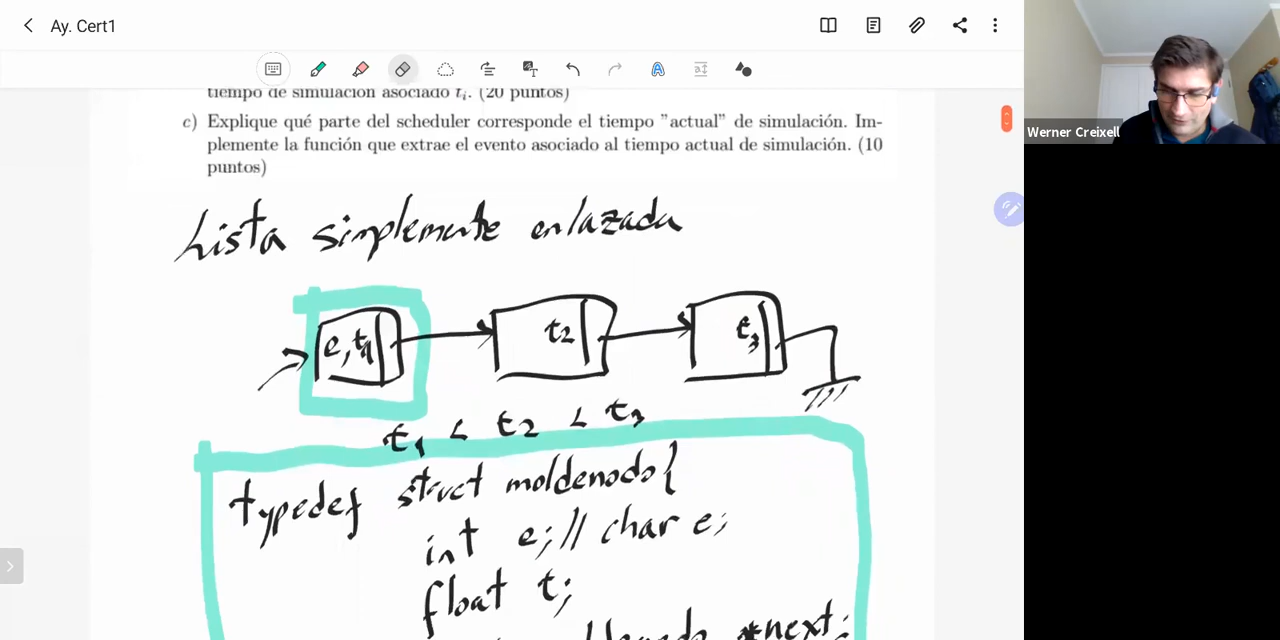 Ay. Cert1
tiempo de simulación asociado ti. (20 puntos)
c) Explique qué parte del scheduler corresponde el tiempo "actual" de simulación. Im-
plemente la función que extrae el evento asociado al tiempo actual de simulación. (10
puntos)
Werner Creixell
Lista simplemente enlazada
e, t1
t2
t3
t1 < t2 < t3
typedef struct moldenodo{
int e; // char e;
float t;
*next;